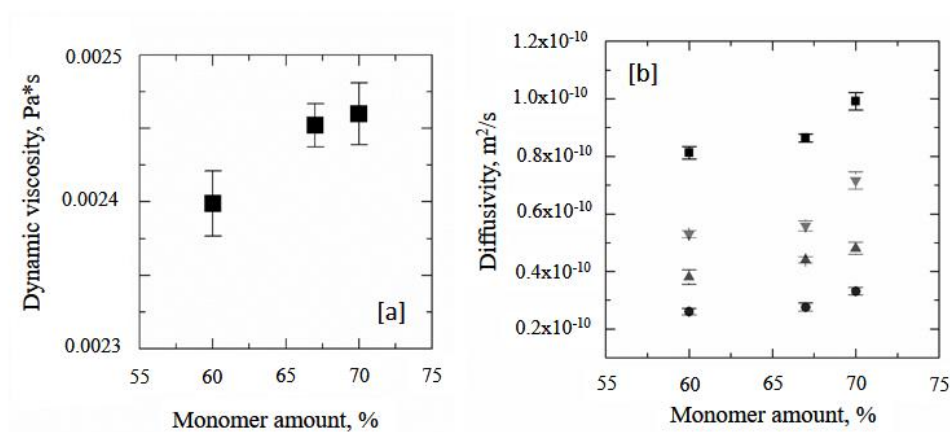 0.0025
0.0024
0.0023
Dynamic viscosity, Pa*s
[a]
55 60 65 70 75
Monomer amount, %
1.2x10-10
1.0x10-10
0.8x10-10
0.6x10-10
0.4x10-10
0.2x10-10
Diffusivity, m²/s
[b]
55 60 65 70 75
Monomer amount, %